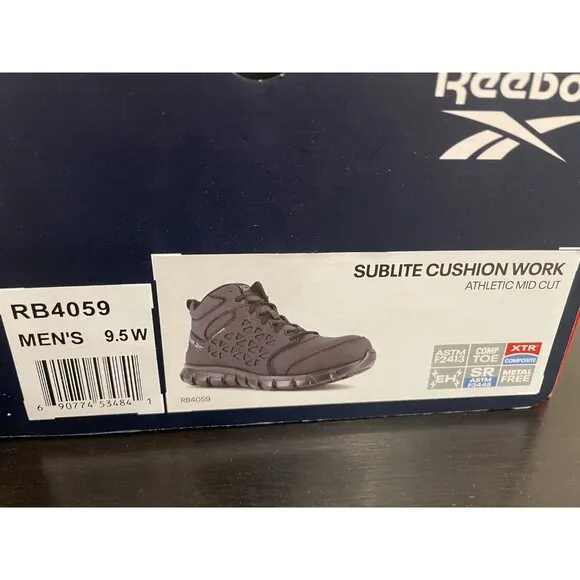 Reebo
RB4059
MEN'S 9.5 W
6 90774 53484 1
SUBLITE CUSHION WORK
ATHLETIC MID CUT
ASTM F2413
COMP TOE
XTR COMPOSITE
EH
SR ASTM F3445
METAL FREE
RB4059